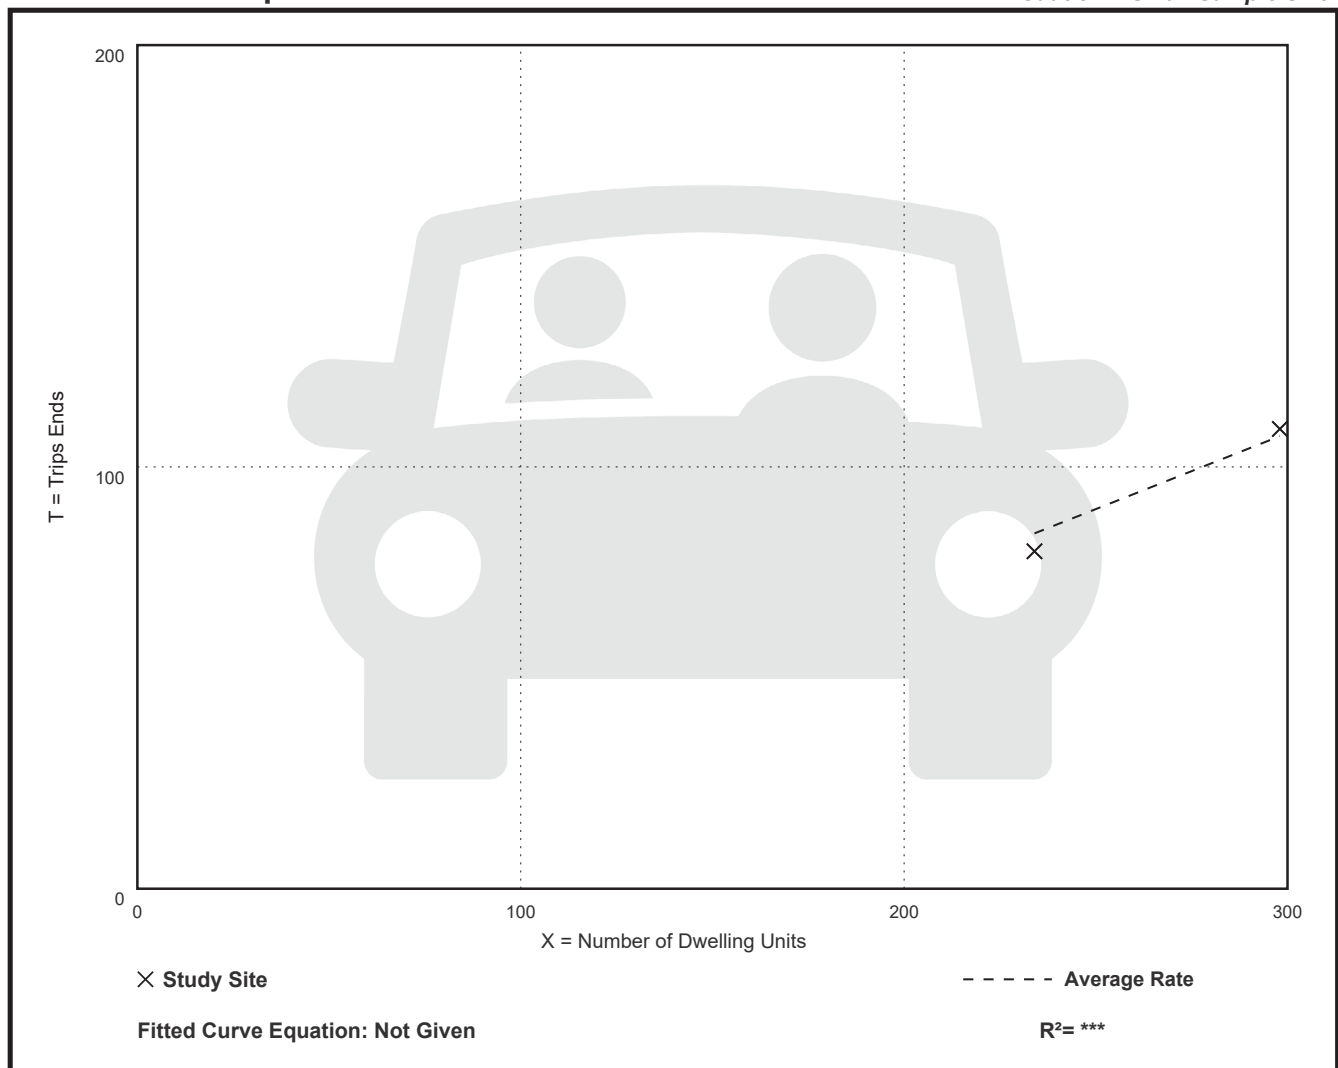 200
T = Trips Ends
100
0
0 100 200 300
X = Number of Dwelling Units
Study Site
Average Rate
Fitted Curve Equation: Not Given
R²= ***